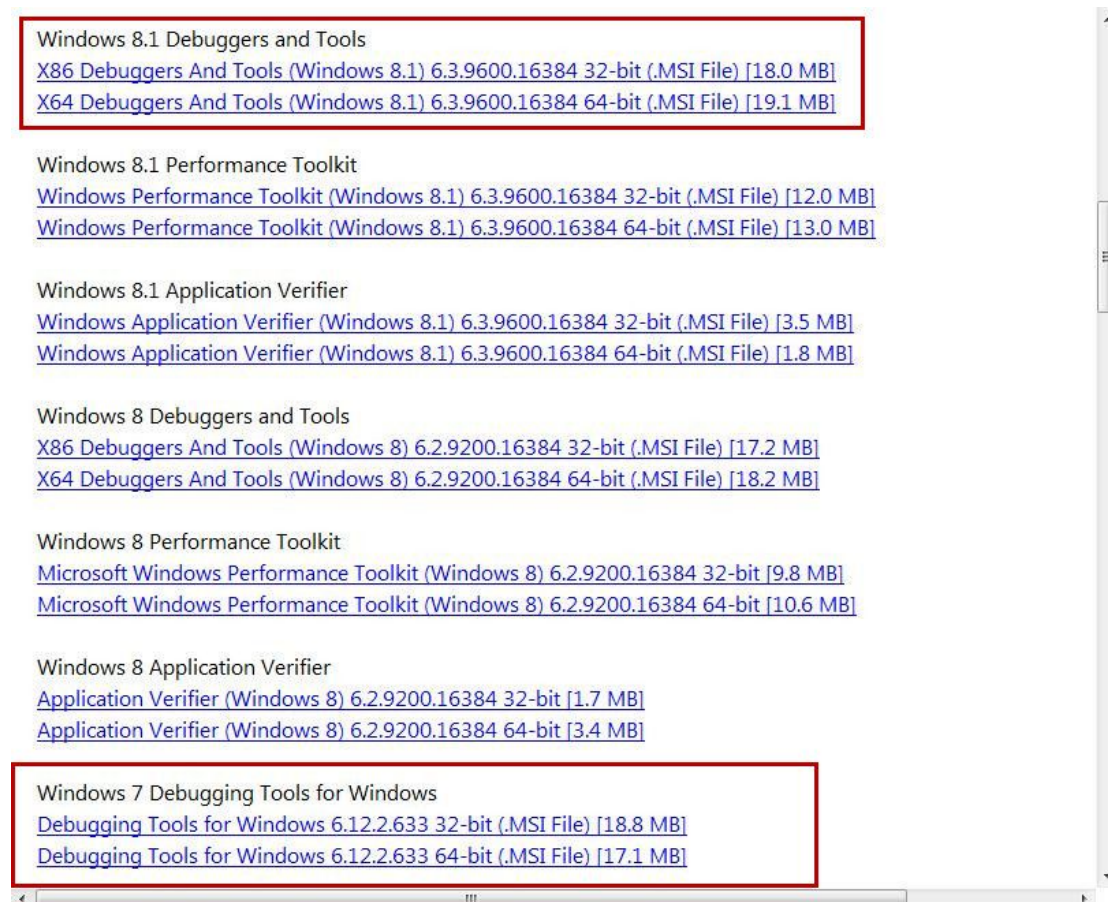 Windows 8.1 Debuggers and Tools
X86 Debuggers And Tools (Windows 8.1) 6.3.9600.16384 32-bit (.MSI File) [18.0 MB]
X64 Debuggers And Tools (Windows 8.1) 6.3.9600.16384 64-bit (.MSI File) [19.1 MB]
Windows 8.1 Performance Toolkit
Windows Performance Toolkit (Windows 8.1) 6.3.9600.16384 32-bit (.MSI File) [12.0 MB]
Windows Performance Toolkit (Windows 8.1) 6.3.9600.16384 64-bit (.MSI File) [13.0 MB]
Windows 8.1 Application Verifier
Windows Application Verifier (Windows 8.1) 6.3.9600.16384 32-bit (.MSI File) [3.5 MB]
Windows Application Verifier (Windows 8.1) 6.3.9600.16384 64-bit (.MSI File) [1.8 MB]
Windows 8 Debuggers and Tools
X86 Debuggers And Tools (Windows 8) 6.2.9200.16384 32-bit (.MSI File) [17.2 MB]
X64 Debuggers And Tools (Windows 8) 6.2.9200.16384 64-bit (.MSI File) [18.2 MB]
Windows 8 Performance Toolkit
Microsoft Windows Performance Toolkit (Windows 8) 6.2.9200.16384 32-bit [9.8 MB]
Microsoft Windows Performance Toolkit (Windows 8) 6.2.9200.16384 64-bit [10.6 MB]
Windows 8 Application Verifier
Application Verifier (Windows 8) 6.2.9200.16384 32-bit [1.7 MB]
Application Verifier (Windows 8) 6.2.9200.16384 64-bit [3.4 MB]
Windows 7 Debugging Tools for Windows
Debugging Tools for Windows 6.12.2.633 32-bit (.MSI File) [18.8 MB]
Debugging Tools for Windows 6.12.2.633 64-bit (.MSI File) [17.1 MB]